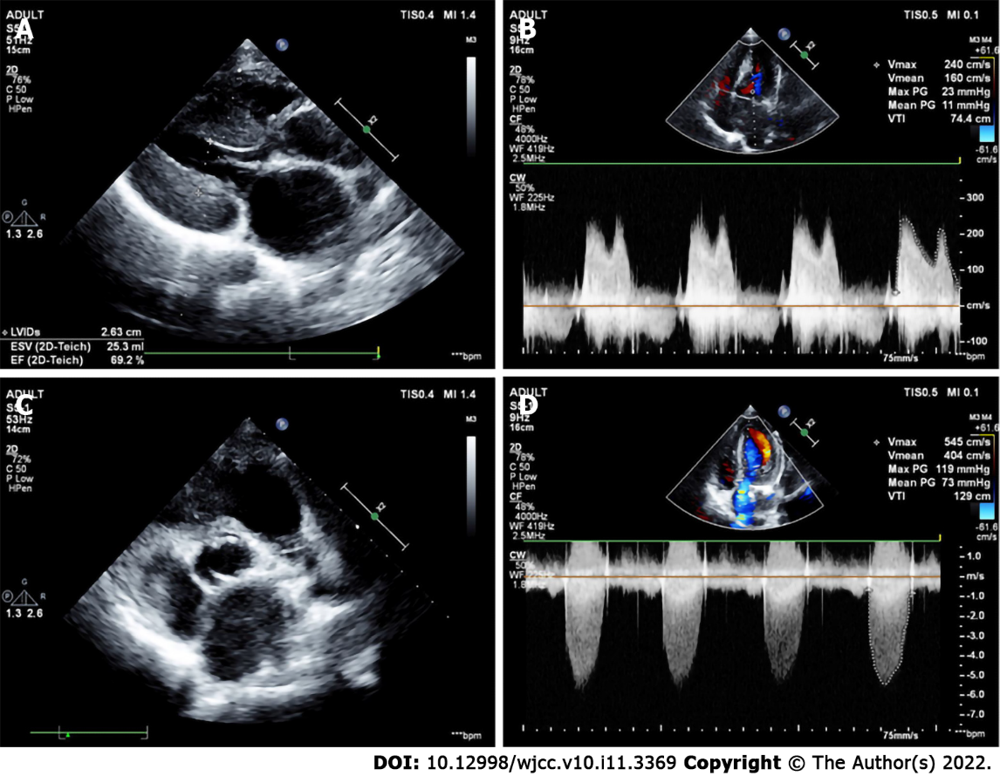 ADULT
TIS0.4 MI 1.4
A
51Hz
15cm
M3
P
2D
76%
C 50
P Low
HPen
x2
G
P R
1.3 2.6
LVIDs 2.63 cm
ESV (2D-Teich) 25.3 ml
EF (2D-Teich) 69.2 %
***bpm
ADULT
TIS0.5 MI 0.1
B
9Hz
16cm
M3 M4
+61.6
P
x2
2D
78%
C 50
P Low
HPen
CF
48%
4000Hz
WF 419Hz
2.5MHz
Vmax 240 cm/s
Vmean 160 cm/s
Max PG 23 mmHg
Mean PG 11 mmHg
VTI 74.4 cm
-61.6
cm/s
CW
50%
WF 225Hz
1.8MHz
300
200
100
cm/s
-100
75mm/s
***bpm
ADULT
TIS0.4 MI 1.4
C
53Hz
14cm
M3
P
2D
72%
C 50
P Low
HPen
x2
G
P R
1.3 2.6
***bpm
ADULT
TIS0.5 MI 0.1
D
9Hz
16cm
M3 M4
+61.6
P
x2
2D
78%
C 50
P Low
HPen
CF
48%
4000Hz
WF 419Hz
2.5MHz
Vmax 545 cm/s
Vmean 404 cm/s
Max PG 119 mmHg
Mean PG 73 mmHg
VTI 129 cm
-61.6
cm/s
CW
50%
WF 225Hz
1.0
m/s
-1.0
-2.0
-3.0
-4.0
-5.0
-6.0
-7.0
75mm/s
***bpm
DOI: 10.12998/wjcc.v10.i11.3369 Copyright © The Author(s) 2022.